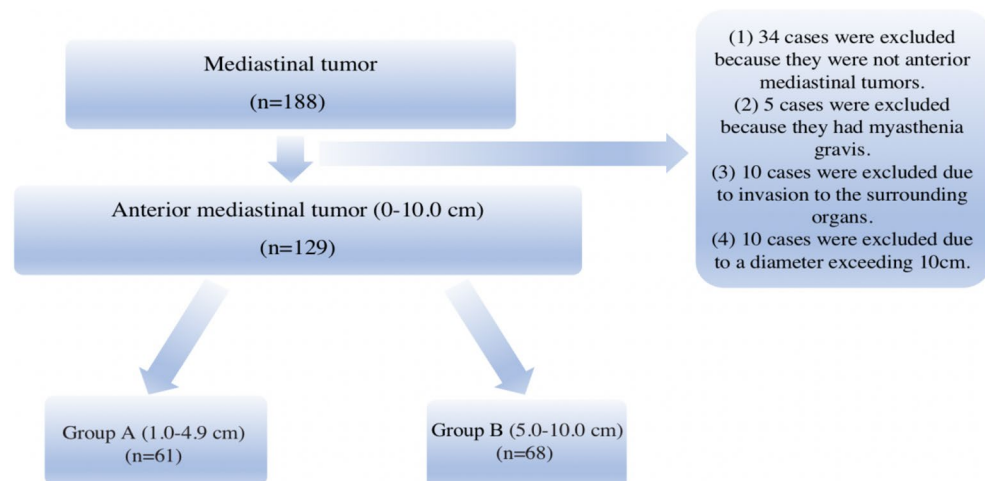 Mediastinal tumor
(n=188)
(1) 34 cases were excluded
because they were not anterior
mediastinal tumors.
(2) 5 cases were excluded
because they had myasthenia
gravis.
(3) 10 cases were excluded due
to invasion to the surrounding
organs.
(4) 10 cases were excluded due
to a diameter exceeding 10cm.
Anterior mediastinal tumor (0-10.0 cm)
(n=129)
Group A (1.0-4.9 cm)
(n=61)
Group B (5.0-10.0 cm)
(n=68)